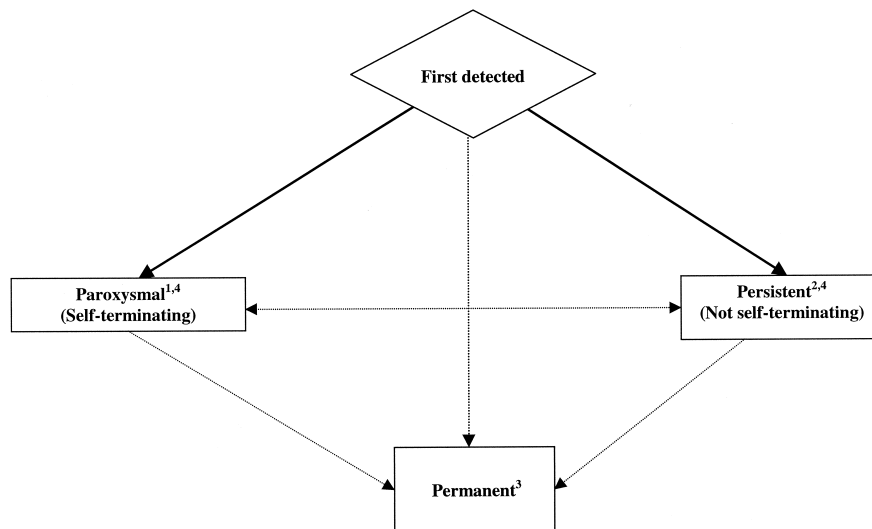 First detected
Paroxysmal1,4
(Self-terminating)
Persistent2,4
(Not self-terminating)
Permanent3